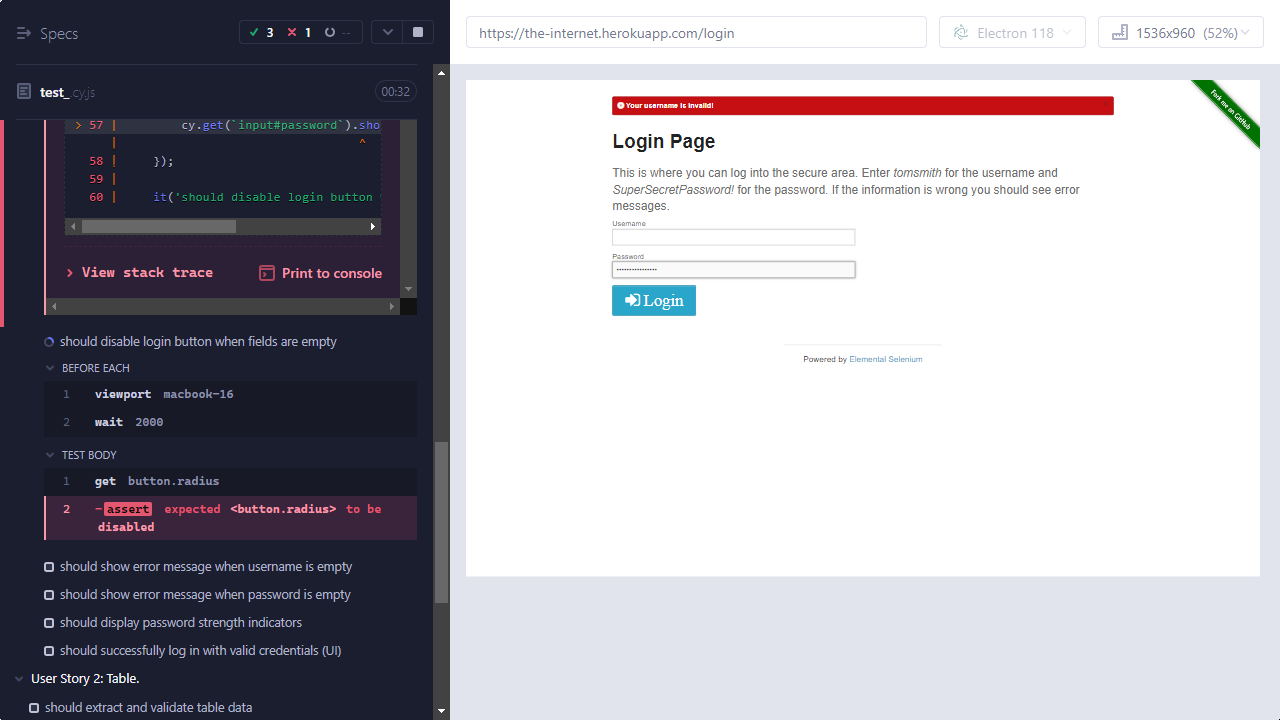 Specs
3
1
--
test_.cy.js
00:32
> 57 | cy.get(`input#password`).sho
| ^
58 | });
59 |
60 | it('should disable login button
View stack trace
Print to console
should disable login button when fields are empty
BEFORE EACH
1 viewport macbook-16
2 wait 2000
TEST BODY
1 get button.radius
2 -assert expected <button.radius> to be
disabled
should show error message when username is empty
should show error message when password is empty
should display password strength indicators
should successfully log in with valid credentials (UI)
User Story 2: Table.
should extract and validate table data
https://the-internet.herokuapp.com/login
Electron 118
1536x960 (52%)
Your username is invalid!
Fork me on GitHub
Login Page
This is where you can log into the secure area. Enter tomsmith for the username and
SuperSecretPassword! for the password. If the information is wrong you should see error
messages.
Username
Password
Login
Powered by Elemental Selenium